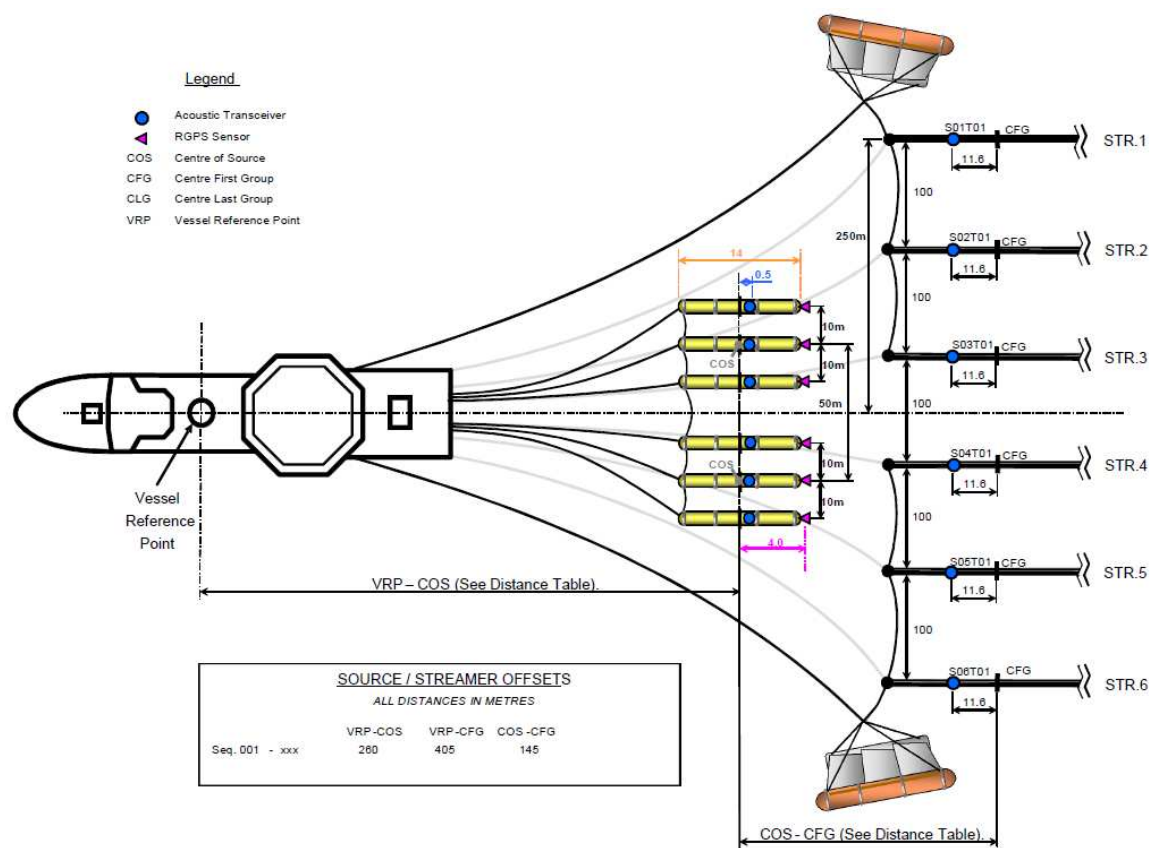 Legend
Acoustic Transceiver
RGPS Sensor
COS Centre of Source
CFG Centre First Group
CLG Centre Last Group
VRP Vessel Reference Point
S01T01 CFG
STR.1
11.6
100
250m
S02T01 CFG
STR.2
11.6
14
0.5
100
10m
S03T01 CFG
STR.3
COS
10m
11.6
50m
100
COS
10m
S04T01 CFG
STR.4
10m
11.6
Vessel
Reference
Point
4.0
100
S05T01 CFG
STR.5
VRP – COS (See Distance Table).
11.6
100
S06T01 CFG
STR.6
11.6
SOURCE / STREAMER OFFSETS
ALL DISTANCES IN METRES
VRP-COS VRP-CFG COS-CFG
Seq. 001 - xxx 260 405 145
COS - CFG (See Distance Table).